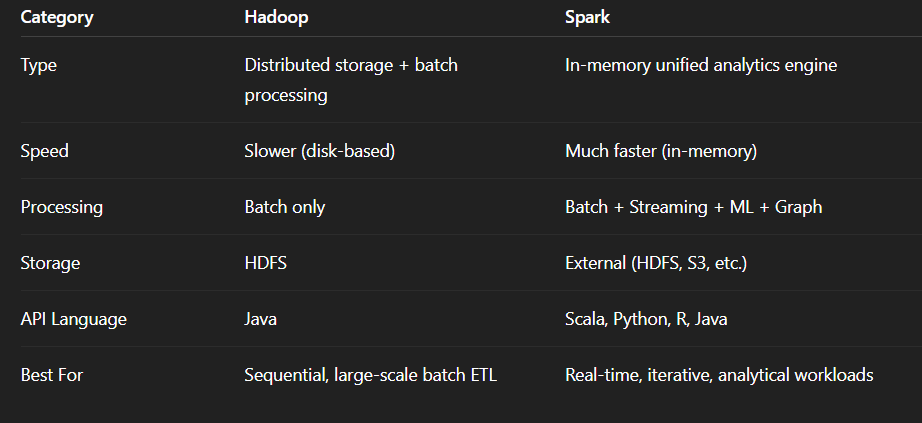 Category Hadoop Spark
Type Distributed storage + batch processing In-memory unified analytics engine
Speed Slower (disk-based) Much faster (in-memory)
Processing Batch only Batch + Streaming + ML + Graph
Storage HDFS External (HDFS, S3, etc.)
API Language Java Scala, Python, R, Java
Best For Sequential, large-scale batch ETL Real-time, iterative, analytical workloads